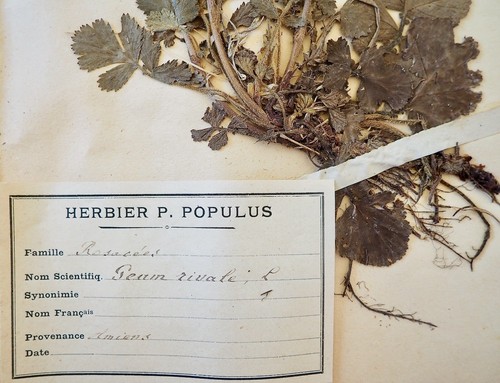 HERBIER P. POPULUS
Famille Rosacées
Nom Scientifiq. Geum rivale, L
Synonimie
Nom Français
Provenance Amiens
Date